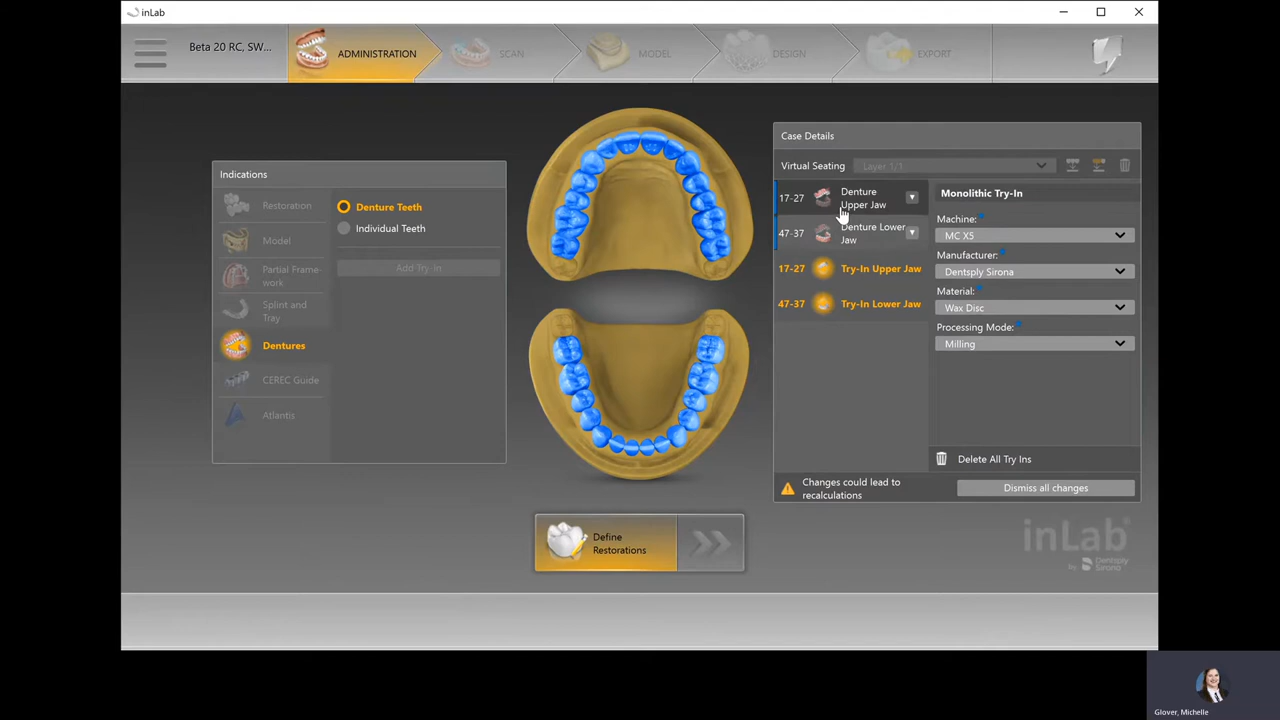 inLab
Beta 20 RC, SW...
ADMINISTRATION
SCAN
MODEL
DESIGN
EXPORT
Indications
Restoration
Model
Partial Frame-
work
Splint and
Tray
Dentures
CEREC Guide
Atlantis
Denture Teeth
Individual Teeth
Add Try-In
Case Details
Virtual Seating
Layer 1/1
17-27
Denture
Upper Jaw
47-37
Denture Lower
Jaw
17-27
Try-In Upper Jaw
47-37
Try-In Lower Jaw
Monolithic Try-In
Machine:
MC X5
Manufacturer:
Dentsply Sirona
Material:
Wax Disc
Processing Mode:
Milling
Delete All Try Ins
Changes could lead to
recalculations
Dismiss all changes
Define
Restorations
inLab
by Dentsply
Sirona
Glover, Michelle